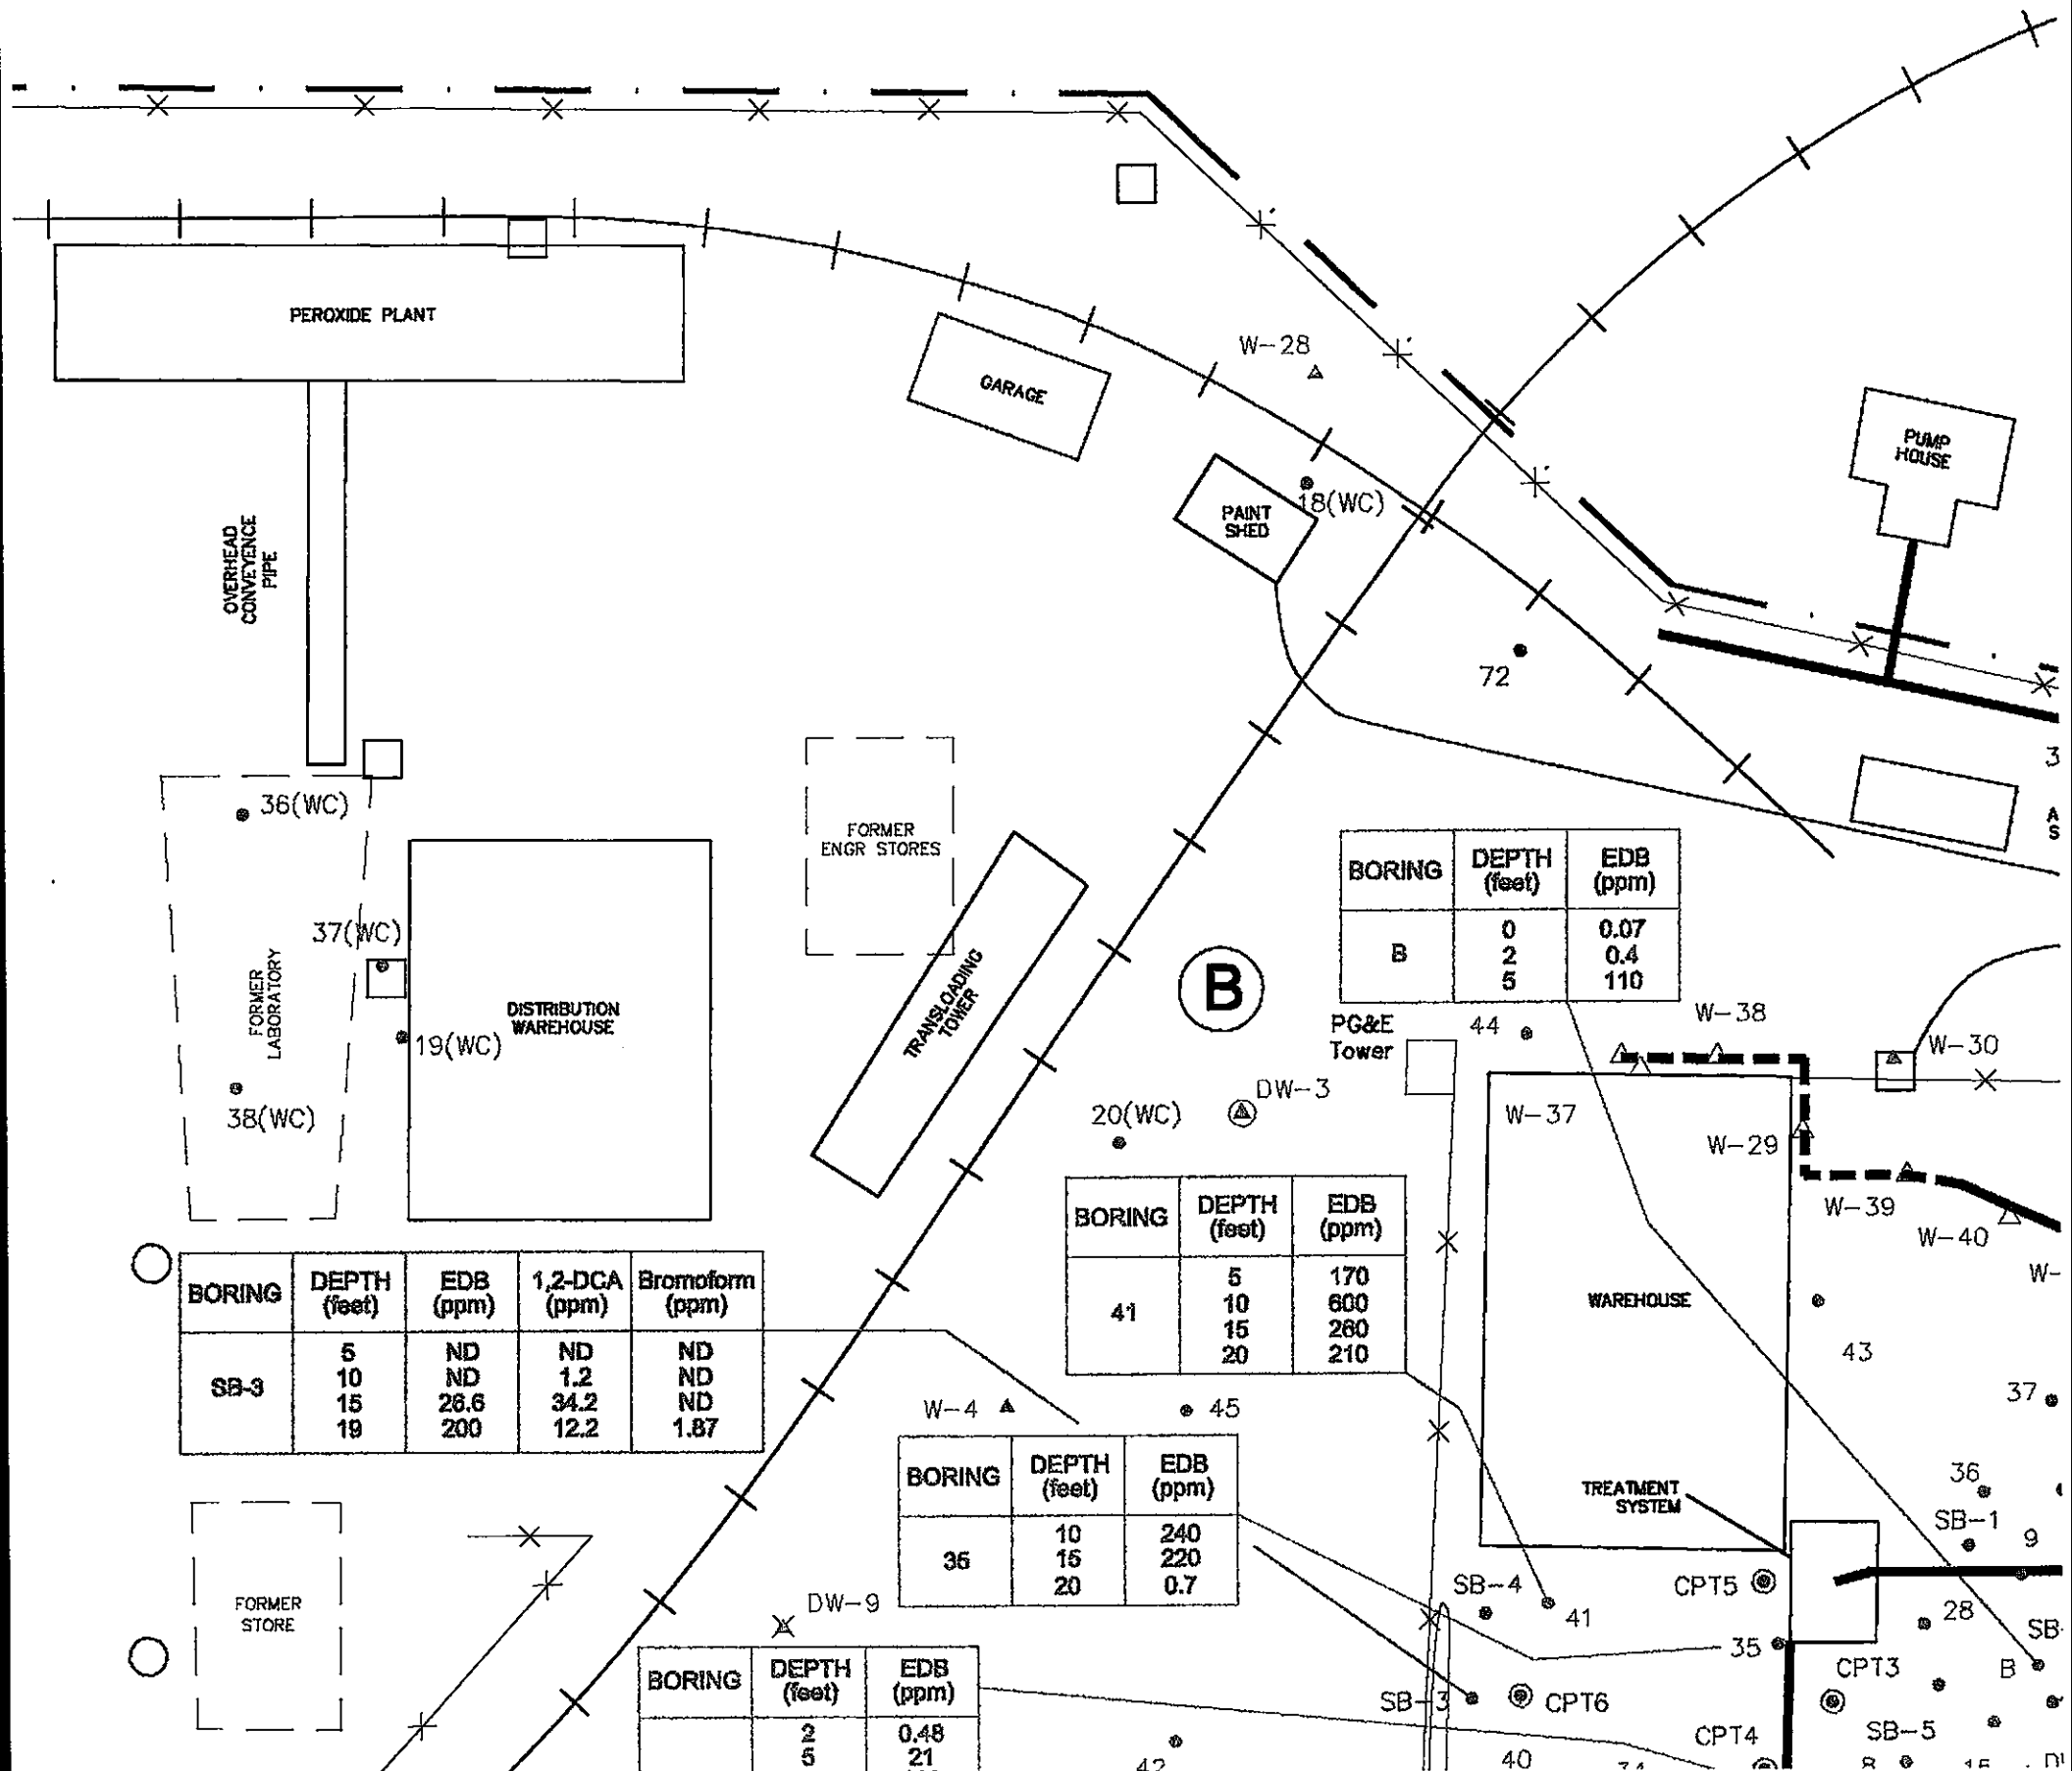 PEROXIDE PLANT
GARAGE
W-28
PUMP
HOUSE
18(WC)
PAINT
SHED
OVERHEAD
CONVEYENCE
PIPE
72
3
A
S
36(WC)
FORMER
ENGR STORES
BORING DEPTH (feet) EDB (ppm)
B
0 0.07
2 0.4
5 110
37(WC)
FORMER
LABORATORY
DISTRIBUTION
WAREHOUSE
TRANSLOADING
TOWER
B
PG&E
Tower
44
W-38
W-30
19(WC)
38(WC)
20(WC)
DW-3
W-37
W-29
W-39
W-40
W-
BORING DEPTH (feet) EDB (ppm)
41
5 170
10 600
15 260
20 210
WAREHOUSE
43
37
BORING DEPTH (feet) EDB (ppm) 1,2-DCA (ppm) Bromoform (ppm)
SB-3
5 ND ND ND
10 ND 1.2 ND
15 26.6 34.2 ND
19 200 12.2 1.87
W-4
45
BORING DEPTH (feet) EDB (ppm)
35
10 240
15 220
20 0.7
TREATMENT
SYSTEM
36
SB-1
9
FORMER
STORE
DW-9
SB-4
41
CPT5
28
35
SB-
CPT3
B
SB-3
CPT6
CPT4
SB-5
BORING DEPTH (feet) EDB (ppm)
2 0.48
5 21
42
40
8